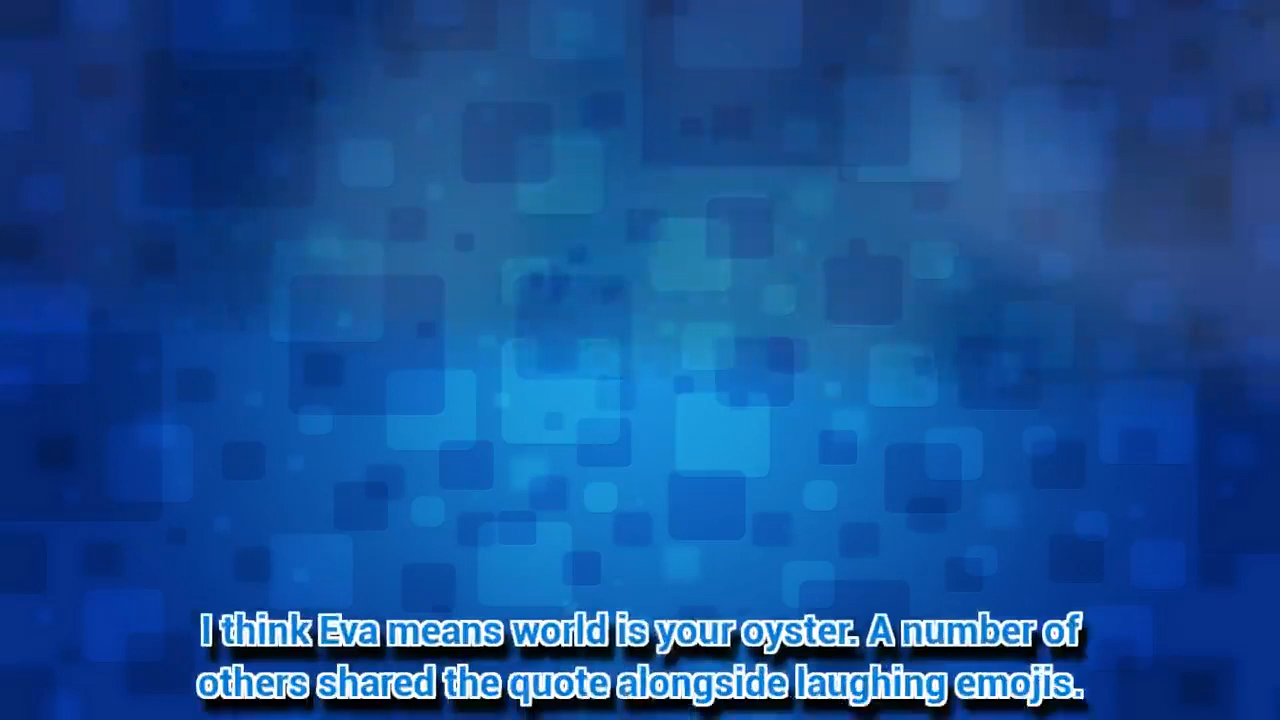 I think Eva means world is your oyster. A number of
others shared the quote alongside laughing emojis.